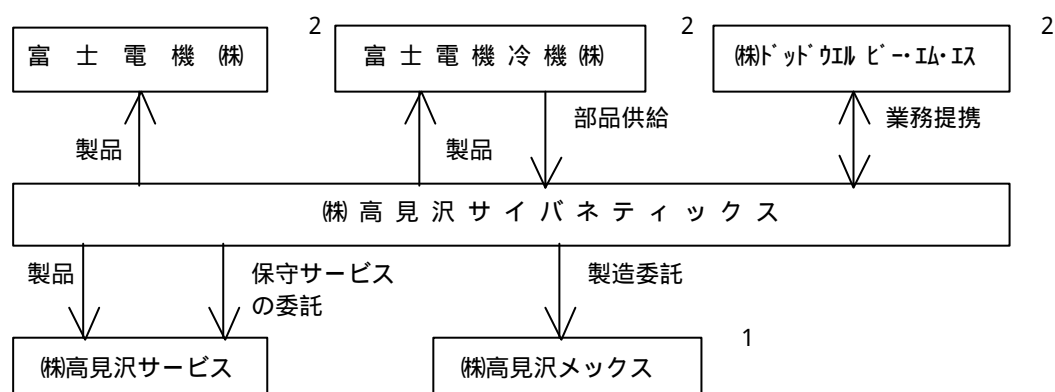 2 2 2
富士電機㈱ 富士電機冷機㈱ ㈱ﾄﾞｯﾄﾞｳｴﾙ ﾋﾞｰ･ｴﾑ･ｴｽ
部品供給 業務提携
製品 製品
㈱高見沢サイバネティックス
製品 保守サービス 製造委託
の委託
1
㈱高見沢サービス ㈱高見沢メックス